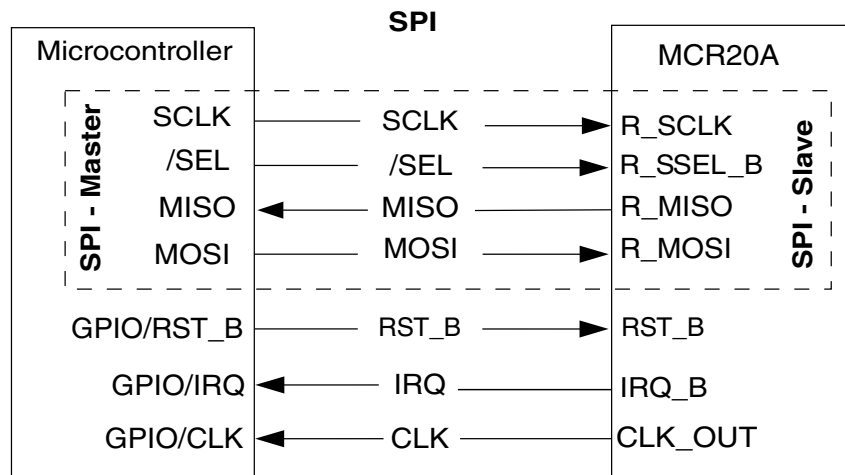 SPI
Microcontroller
MCR20A
SPI - Master
SPI - Slave
SCLK SCLK R_SCLK
/SEL /SEL R_SSEL_B
MISO MISO R_MISO
MOSI MOSI R_MOSI
GPIO/RST_B RST_B RST_B
GPIO/IRQ IRQ IRQ_B
GPIO/CLK CLK CLK_OUT